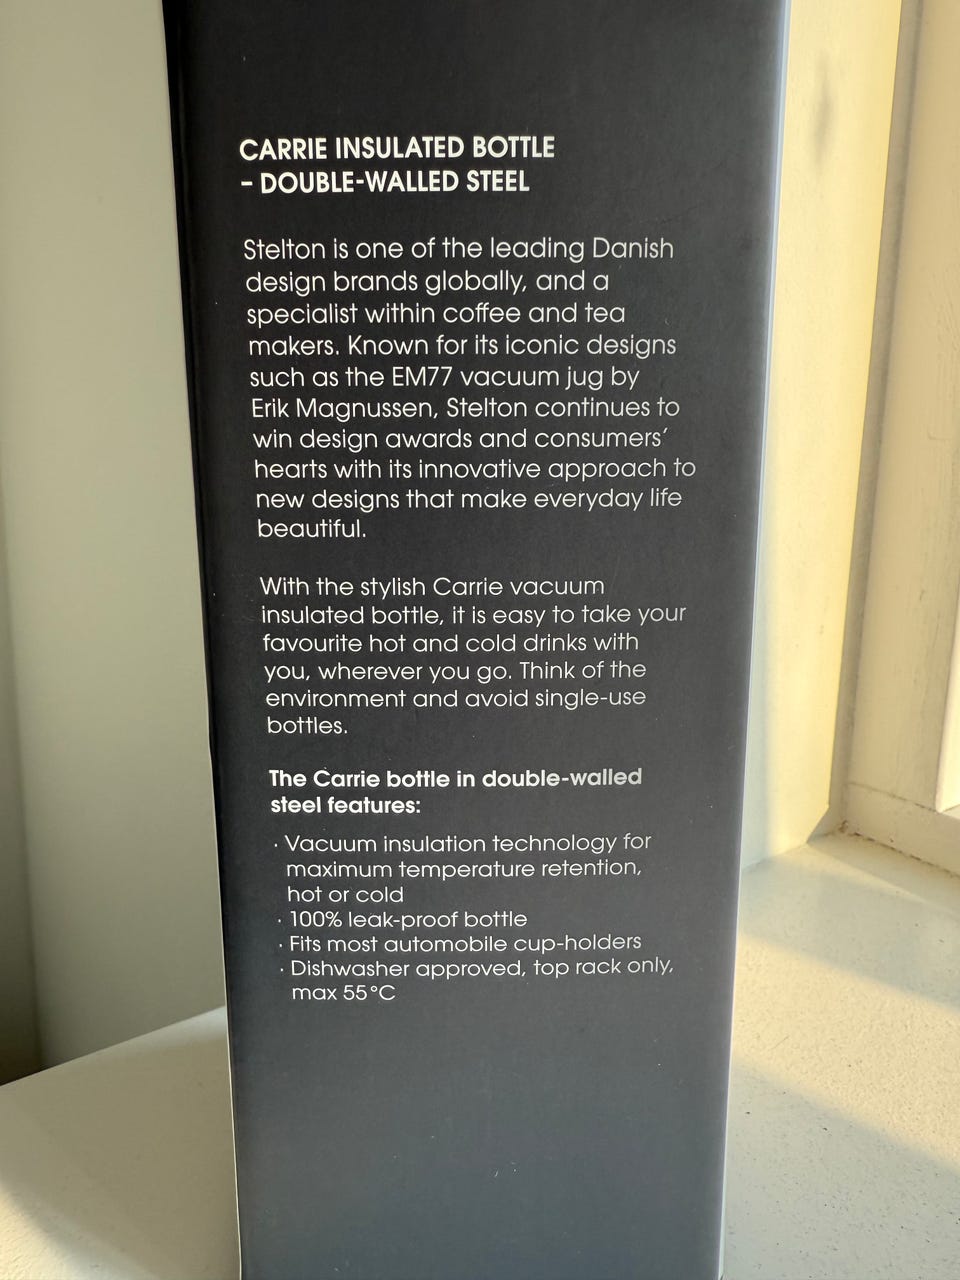 CARRIE INSULATED BOTTLE
– DOUBLE-WALLED STEEL
Stelton is one of the leading Danish
design brands globally, and a
specialist within coffee and tea
makers. Known for its iconic designs
such as the EM77 vacuum jug by
Erik Magnussen, Stelton continues to
win design awards and consumers’
hearts with its innovative approach to
new designs that make everyday life
beautiful.
With the stylish Carrie vacuum
insulated bottle, it is easy to take your
favourite hot and cold drinks with
you, wherever you go. Think of the
environment and avoid single-use
bottles.
The Carrie bottle in double-walled
steel features:
· Vacuum insulation technology for
maximum temperature retention,
hot or cold
· 100% leak-proof bottle
· Fits most automobile cup-holders
· Dishwasher approved, top rack only,
max 55°C